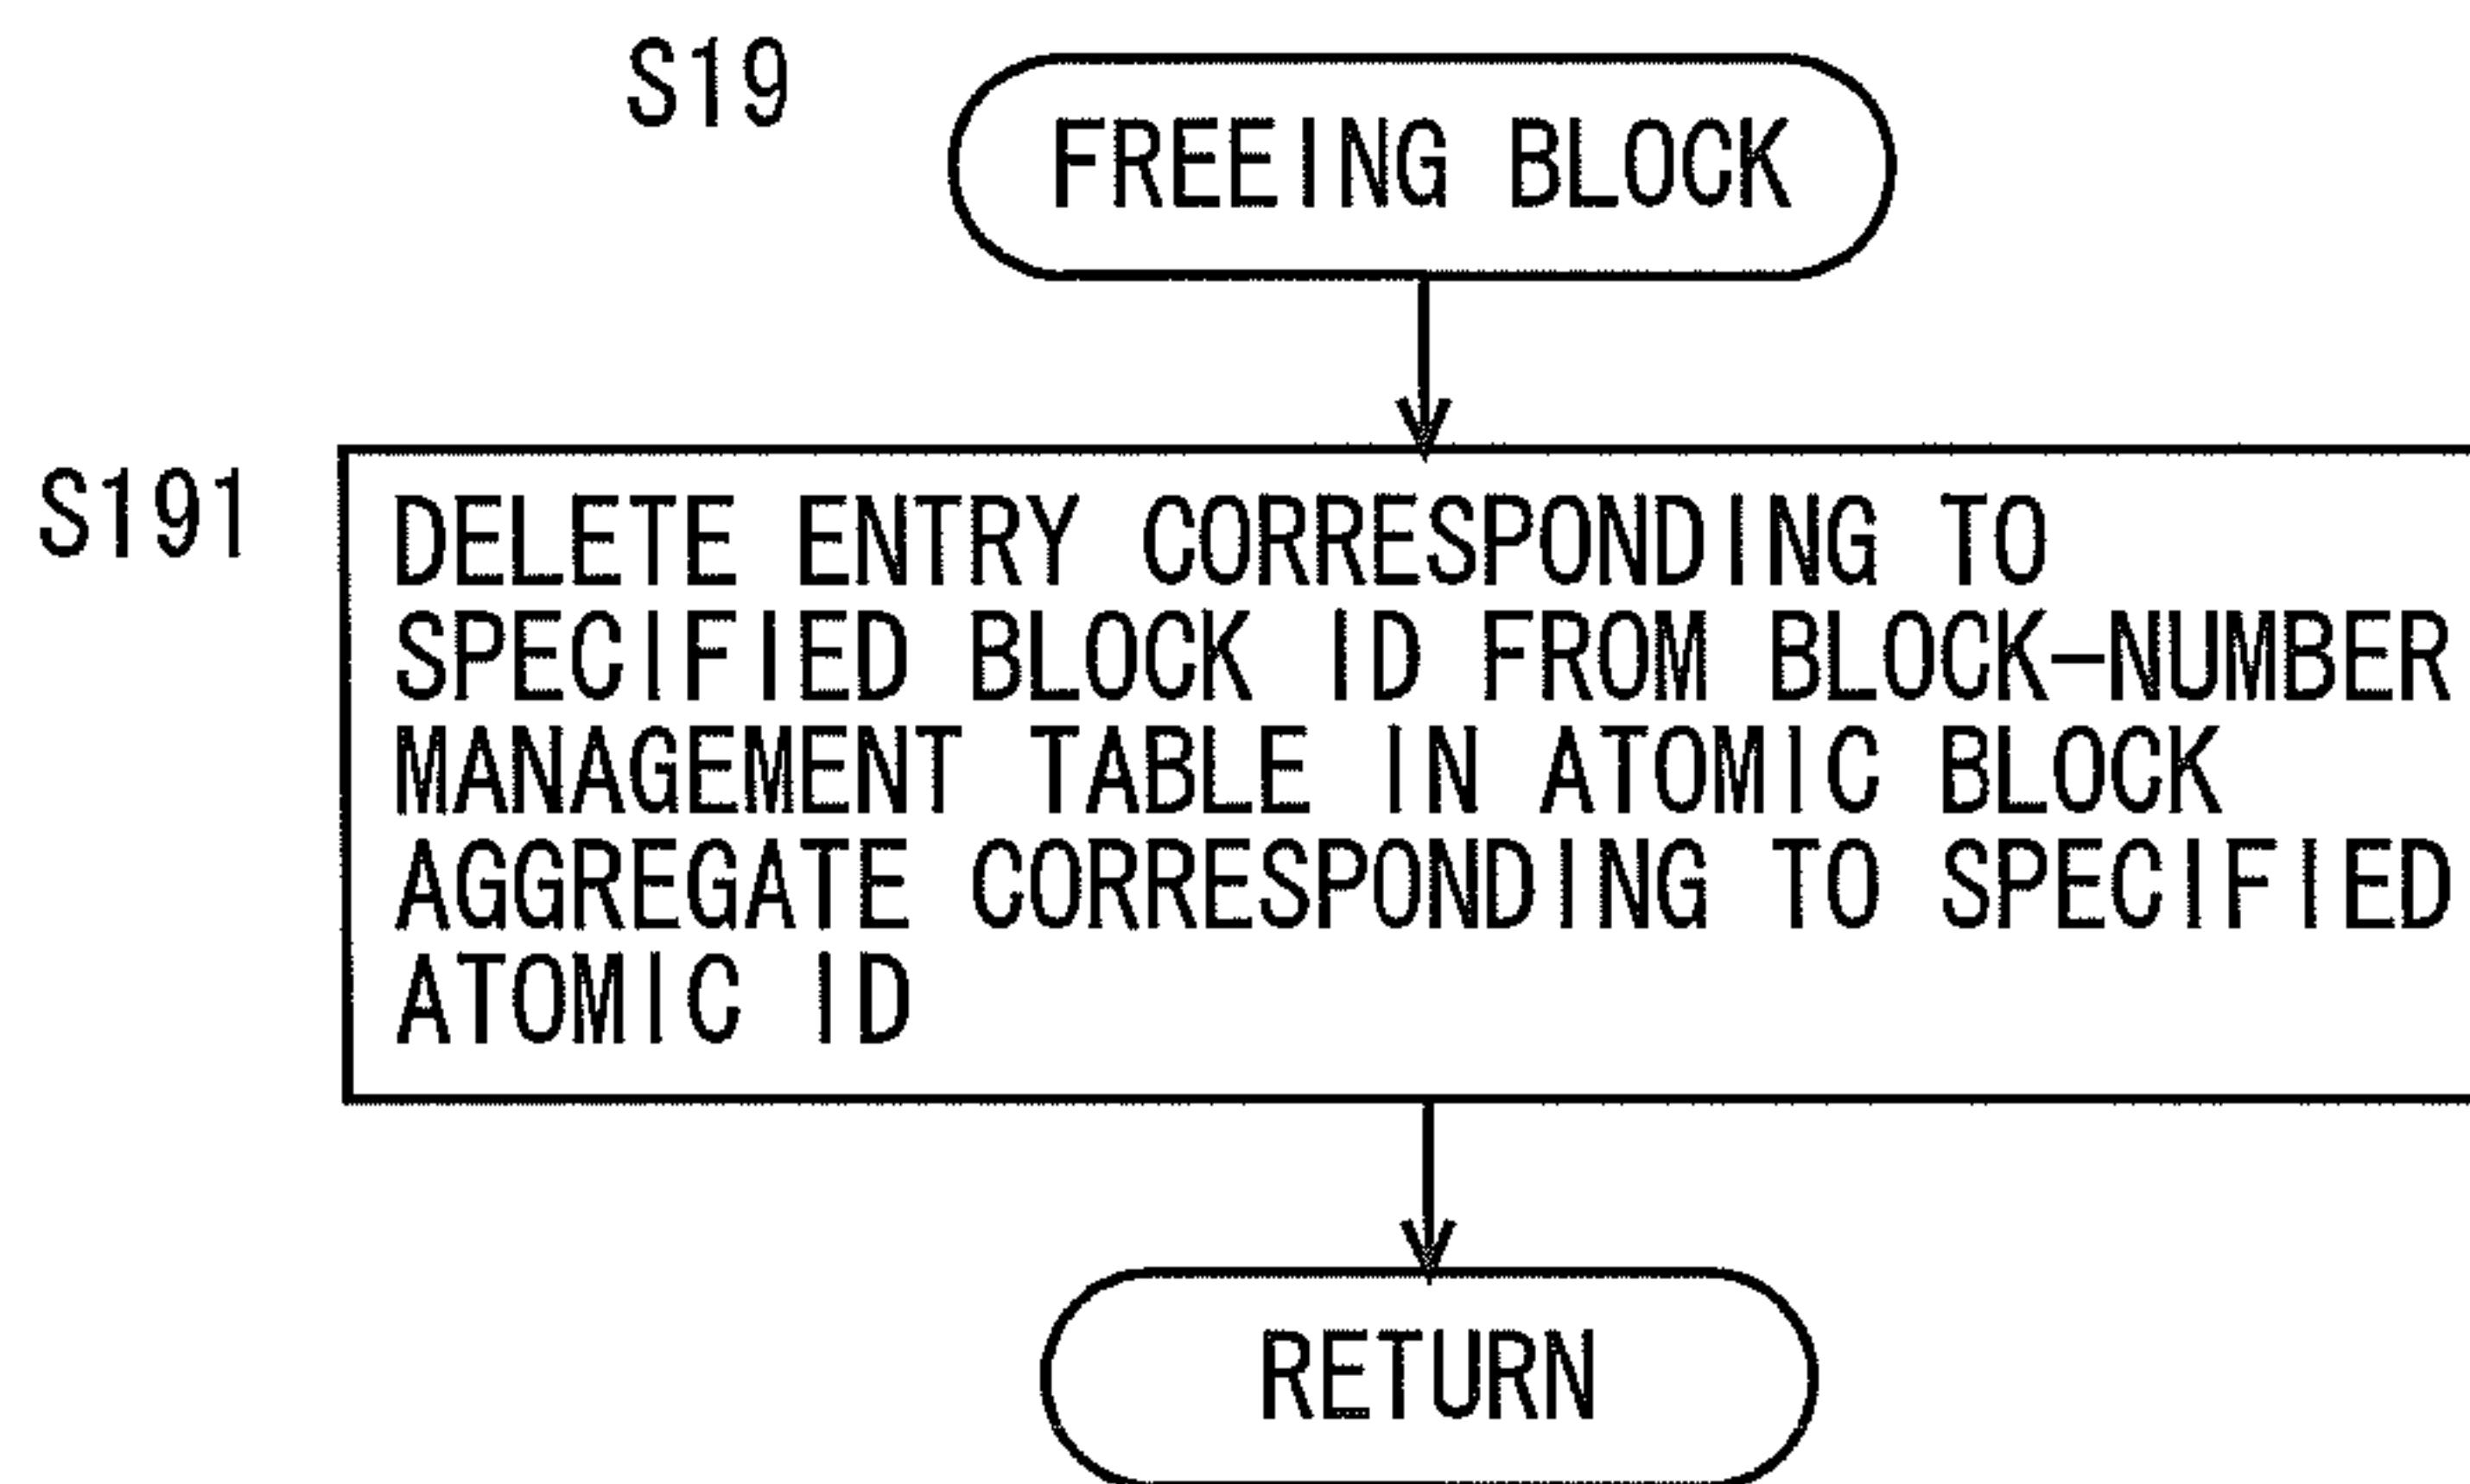 S19
FREEING BLOCK
S191
DELETE ENTRY CORRESPONDING TO
SPECIFIED BLOCK ID FROM BLOCK-NUMBER
MANAGEMENT TABLE IN ATOMIC BLOCK
AGGREGATE CORRESPONDING TO SPECIFIED
ATOMIC ID
RETURN